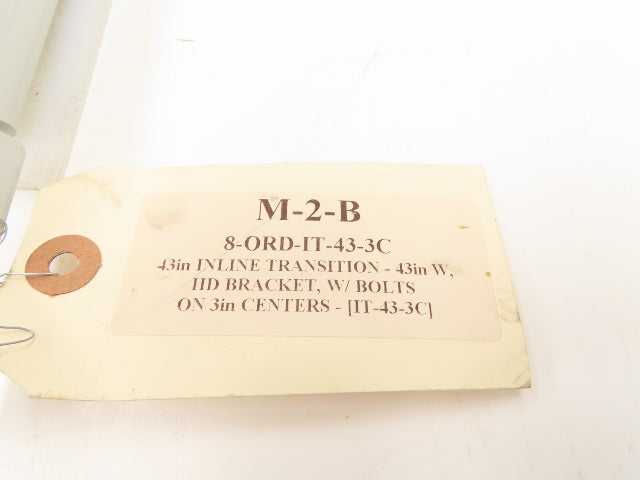 M-2-B
8-ORD-IT-43-3C
43in INLINE TRANSITION - 43in W,
HD BRACKET, W/ BOLTS
ON 3in CENTERS - [IT-43-3C]